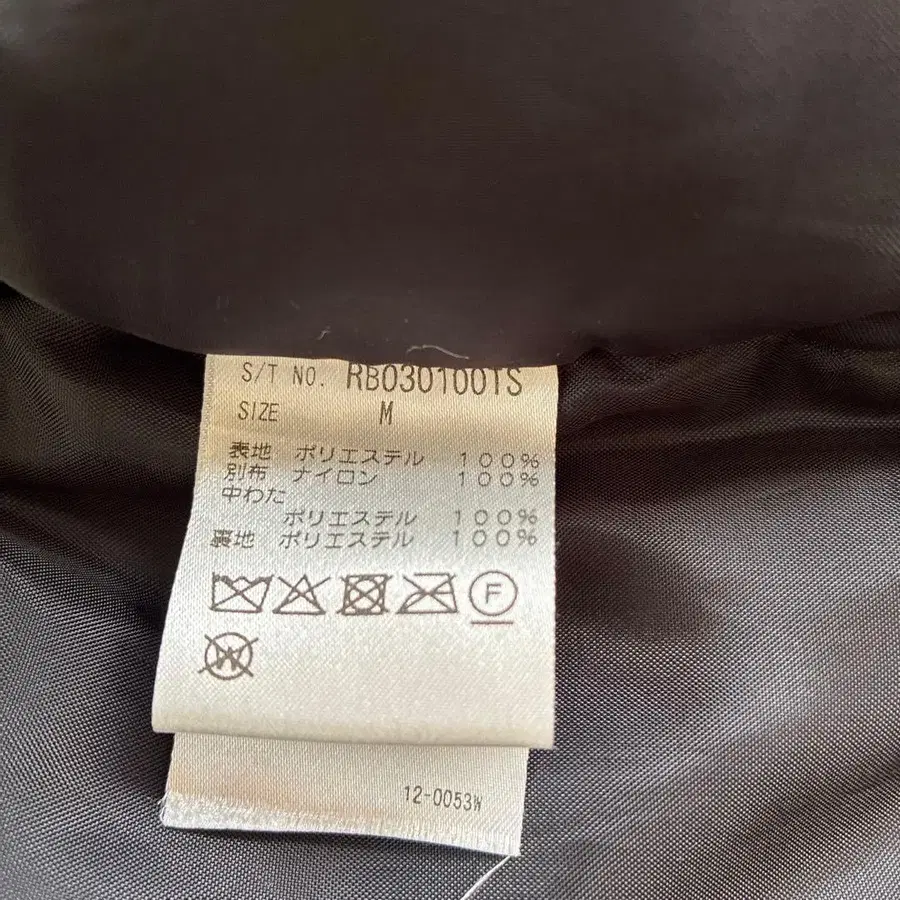 S/T NO. RB030100TS
SIZE M
表地 ポリエステル 100%
別布 ナイロン 100%
中わた
ポリエステル 100%
裏地 ポリエステル 100%
F
W
12-0053W